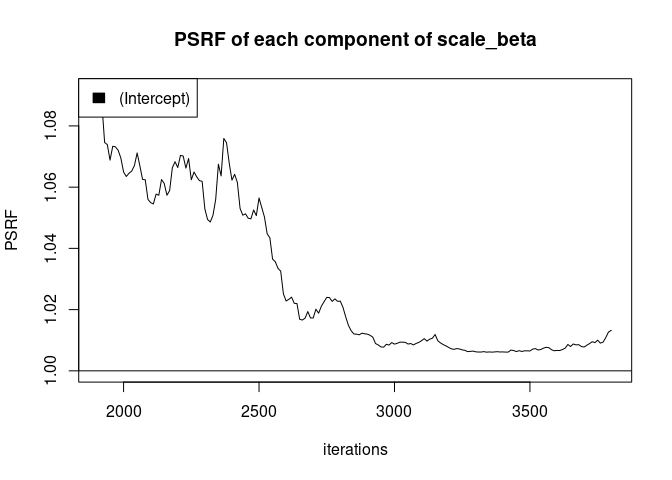 PSRF of each component of scale_beta
(Intercept)
PSRF
1.08
1.06
1.04
1.02
1.00
2000 2500 3000 3500
iterations